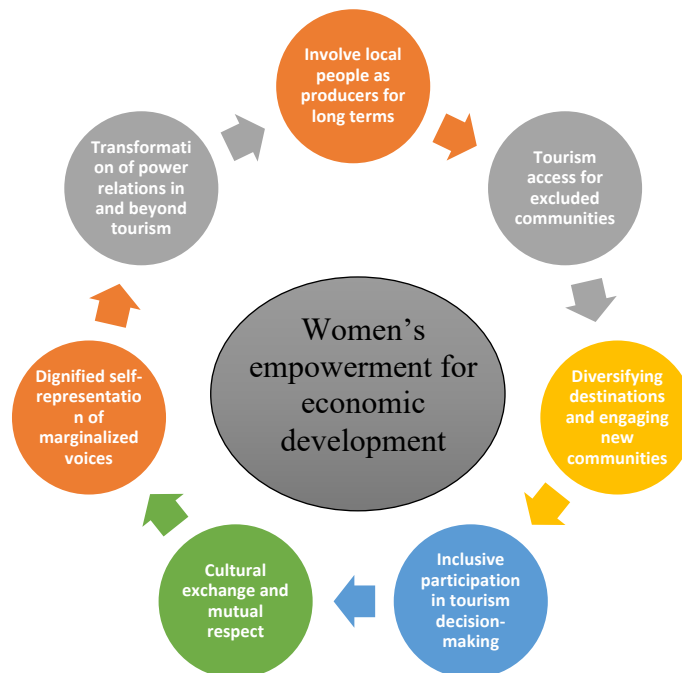 Involve local
people as
producers for
long terms
Tourism
access for
excluded
communities
Diversifying
destinations
and engaging
new
communities
Inclusive
participation
in tourism
decision-
making
Cultural
exchange and
mutual
respect
Dignified self-
representatio
n of
marginalized
voices
Transformati
on of power
relations in
and beyond
tourism
Women’s
empowerment for
economic
development